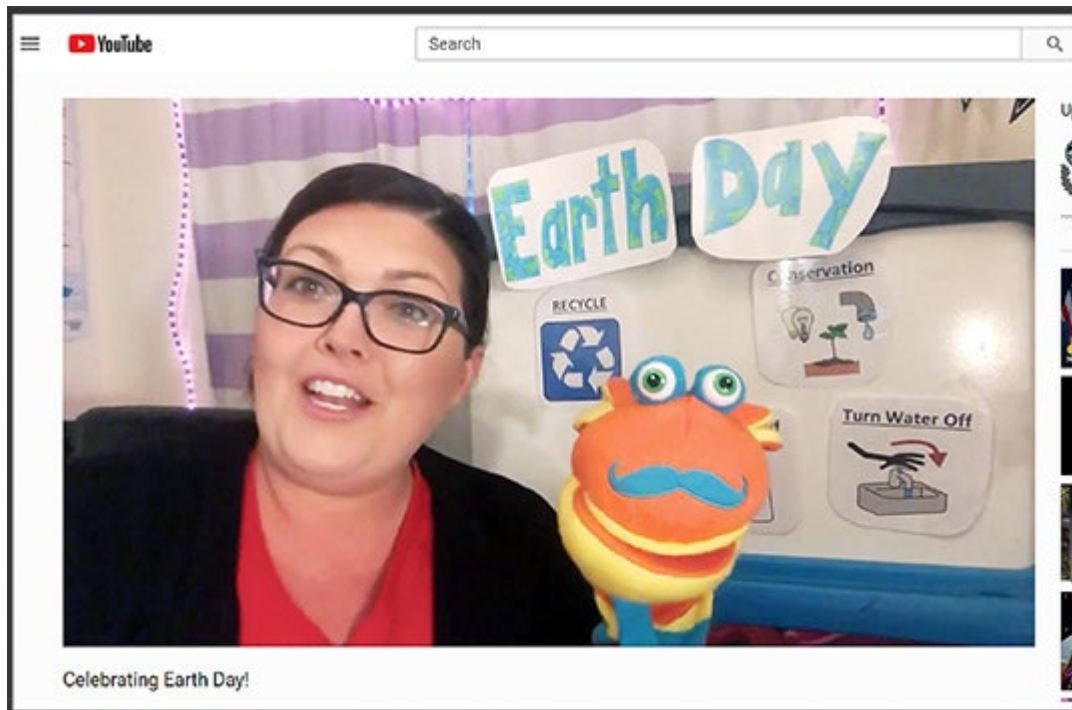 YouTube
Search
Earth Day
RECYCLE
Conservation
Turn Water Off
Celebrating Earth Day!